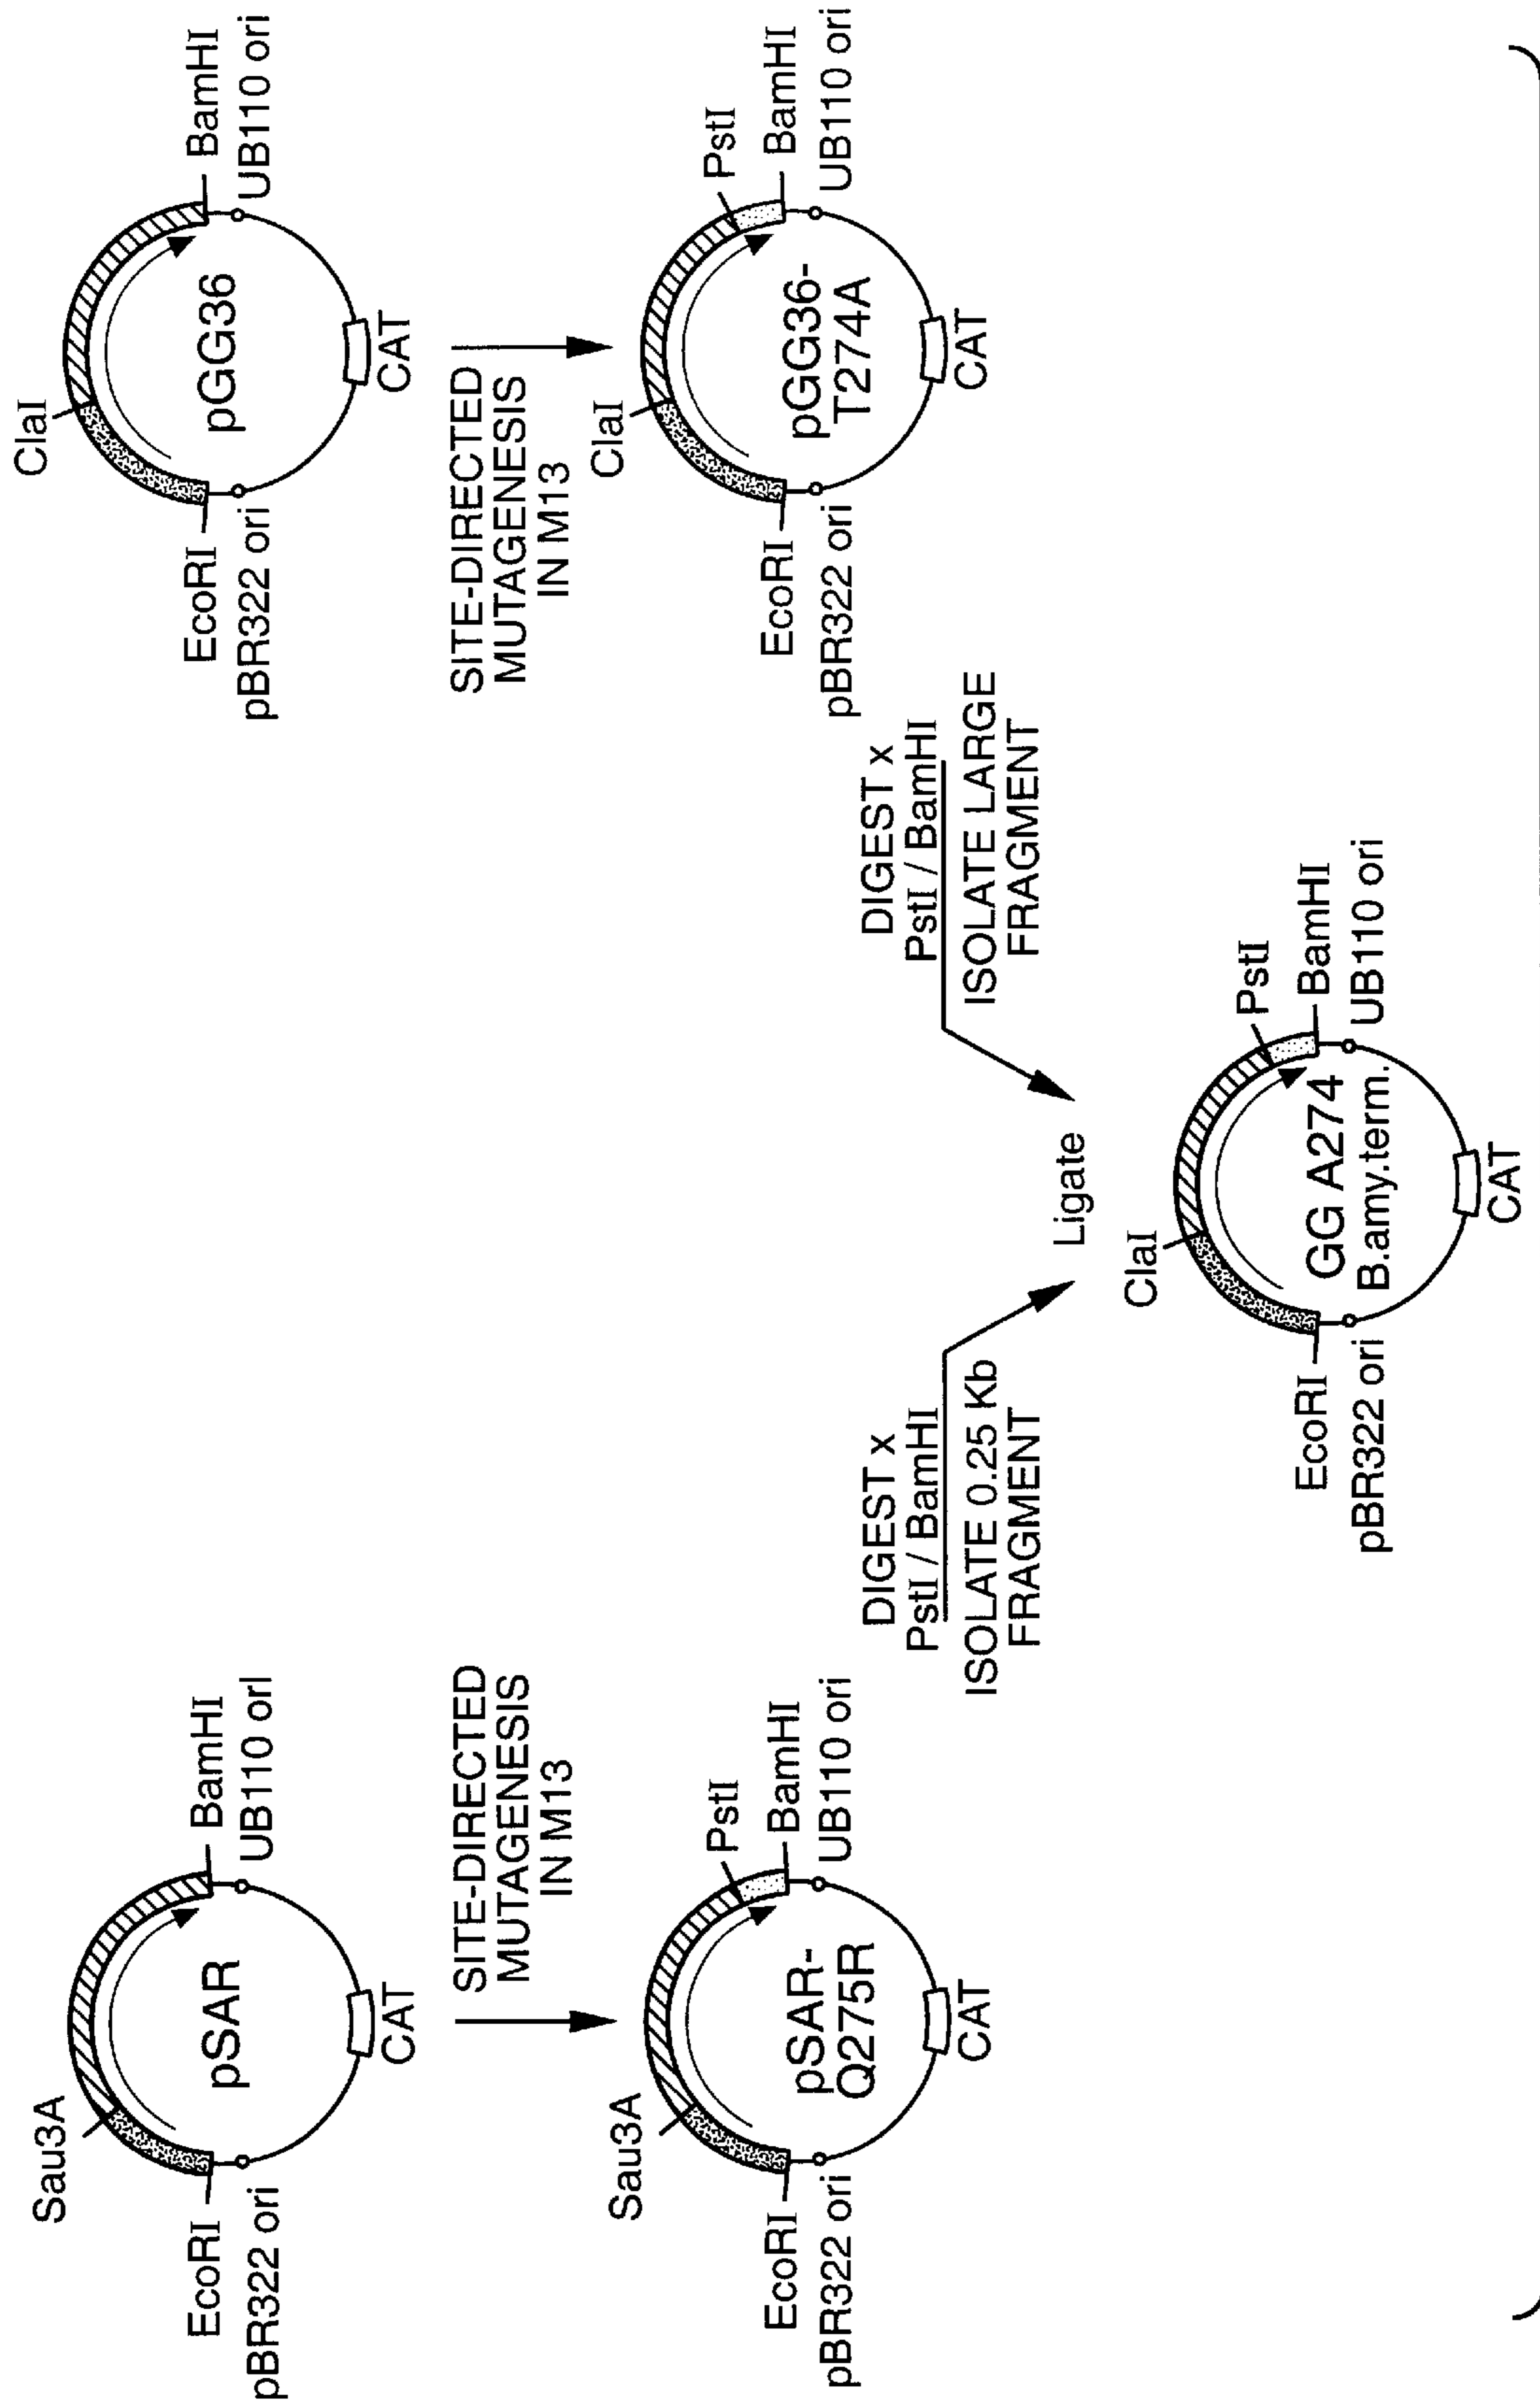 Sau3A
EcoRI
BamHI
pBR322 ori
UB110 ori
pSAR
CAT
SITE-DIRECTED
MUTAGENESIS
IN M13
Sau3A
PstI
EcoRI
BamHI
pBR322 ori
UB110 ori
pSAR-
Q275R
CAT
ClaI
EcoRI
BamHI
pBR322 ori
UB110 ori
pGG36
CAT
SITE-DIRECTED
MUTAGENESIS
IN M13
ClaI
PstI
EcoRI
BamHI
pBR322 ori
UB110 ori
pGG36-
T274A
CAT
DIGEST x
PstI / BamHI
ISOLATE 0.25 Kb
FRAGMENT
DIGEST x
PstI / BamHI
ISOLATE LARGE
FRAGMENT
Ligate
ClaI
PstI
EcoRI
BamHI
pBR322 ori
UB110 ori
GG A274
B.amy.term.
CAT